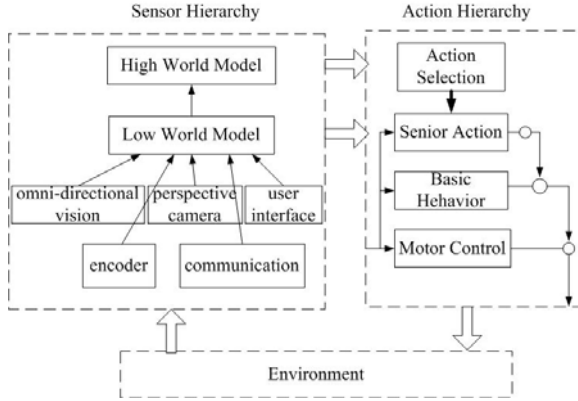 Sensor Hierarchy
Action Hierarchy
High World Model
Action
Selection
Low World Model
Senior Action
omni-directional
vision
perspective
camera
user
interface
Basic
Hehavior
encoder
communication
Motor Control
Environment